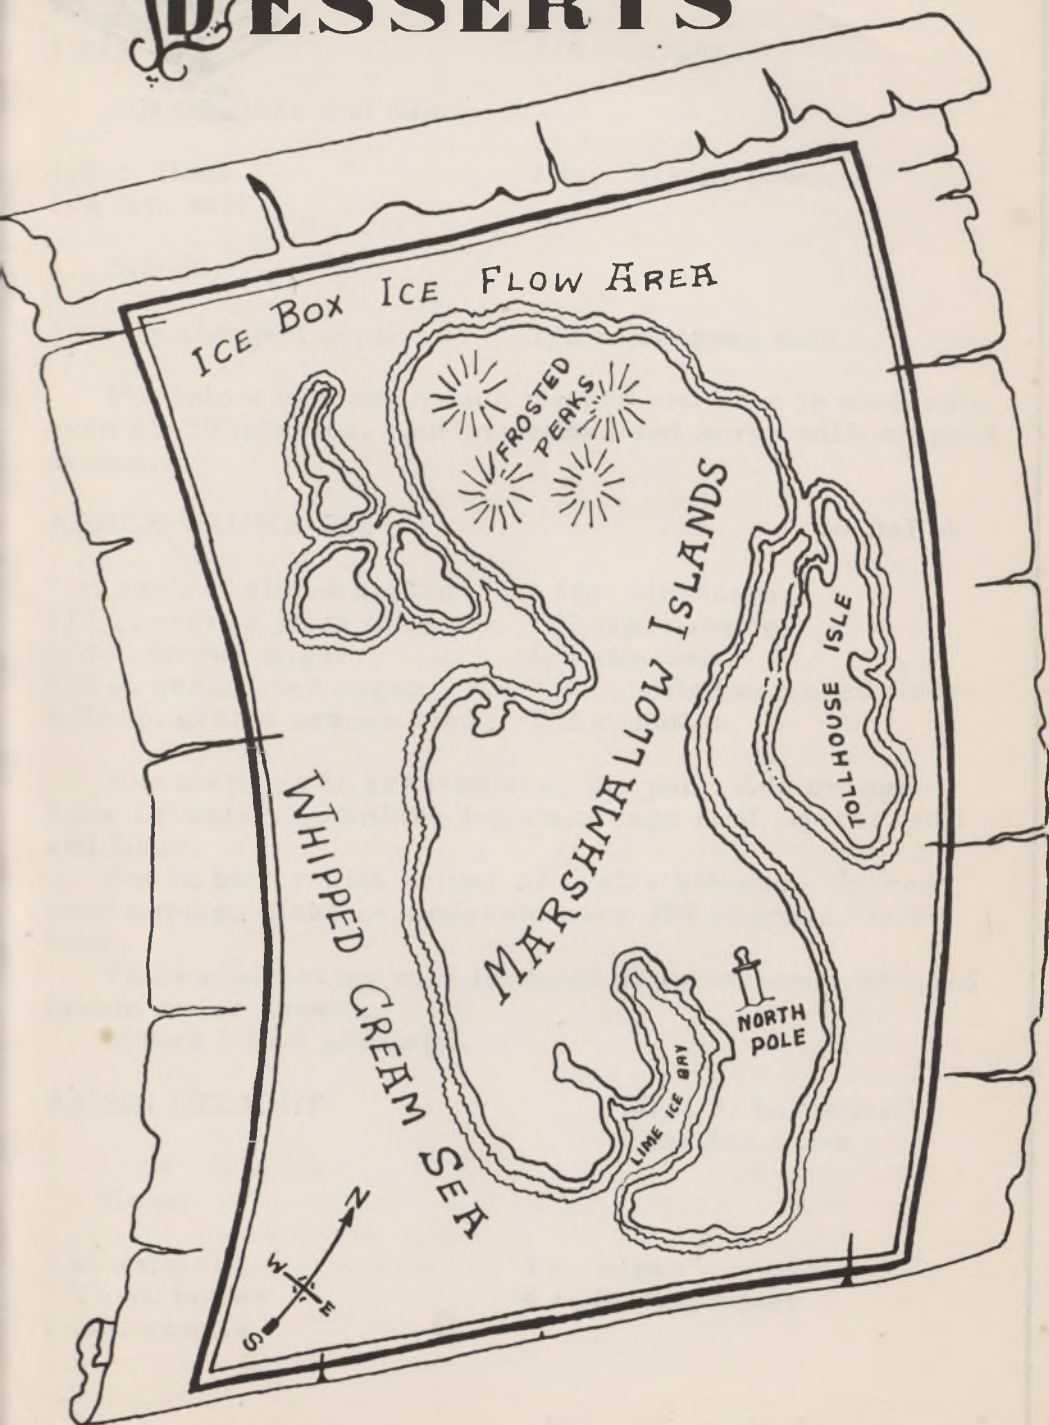 DESSERTS
ICE BOX ICE FLOW AREA
FROSTED
PEAKS
MARSHMALLOW ISLANDS
TOLLHOUSE ISLE
WHIPPED CREAM SEA
NORTH
POLE
LIME ICE BAY
N
W
E
S